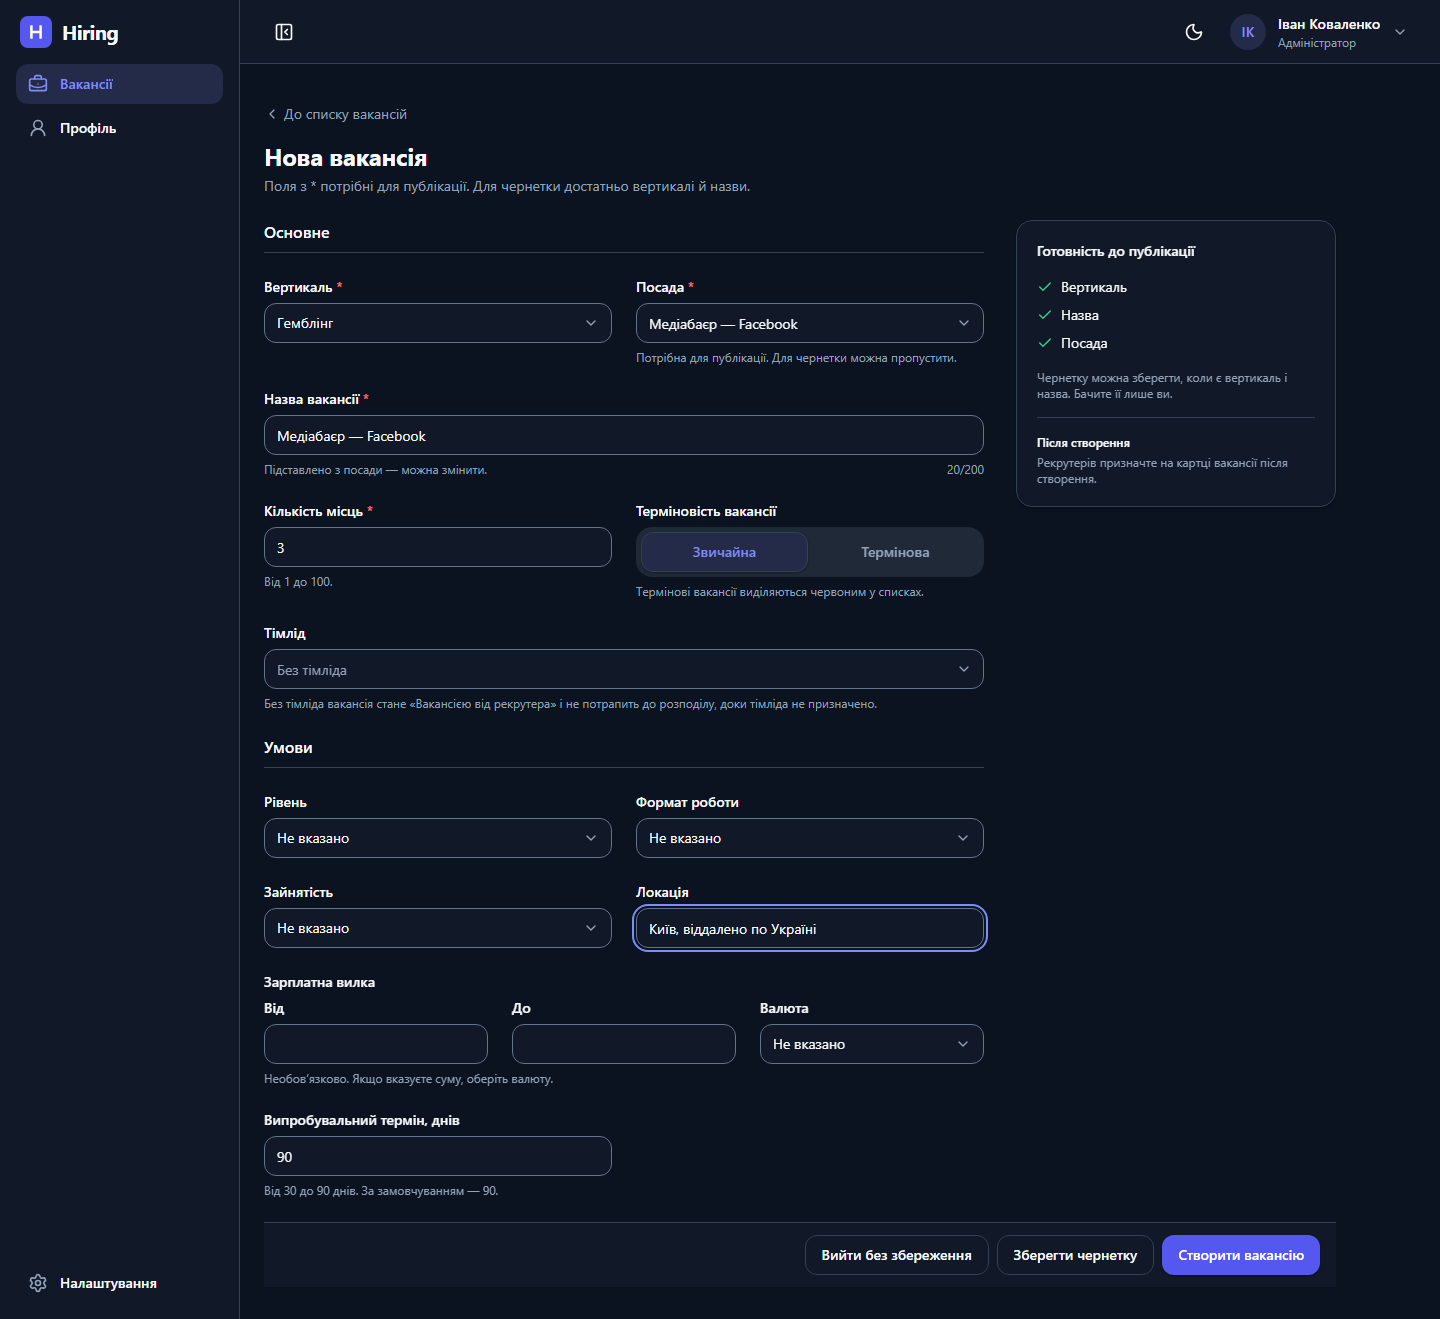 H Hiring
Вакансії
Профіль
Налаштування
ІК
Іван Коваленко
Адміністратор
До списку вакансій
Нова вакансія
Поля з * потрібні для публікації. Для чернетки достатньо вертикалі й назви.
Основне
Вертикаль *
Гемблінг
Посада *
Медіабаєр — Facebook
Потрібна для публікації. Для чернетки можна пропустити.
Назва вакансії *
Медіабаєр — Facebook
Підставлено з посади — можна змінити.
20/200
Кількість місць *
3
Від 1 до 100.
Терміновість вакансії
Звичайна
Термінова
Термінові вакансії виділяються червоним у списках.
Тімлід
Без тімліда
Без тімліда вакансія стане «Вакансією від рекрутера» і не потрапить до розподілу, доки тімліда не призначено.
Умови
Рівень
Не вказано
Формат роботи
Не вказано
Зайнятість
Не вказано
Локація
Київ, віддалено по Україні
Зарплатна вилка
Від
До
Валюта
Не вказано
Необов'язково. Якщо вказуєте суму, оберіть валюту.
Випробувальний термін, днів
90
Від 30 до 90 днів. За замовчуванням — 90.
Вийти без збереження
Зберегти чернетку
Створити вакансію
Готовність до публікації
Вертикаль
Назва
Посада
Чернетку можна зберегти, коли є вертикаль і
назва. Бачите її лише ви.
Після створення
Рекрутерів призначте на картці вакансії після
створення.